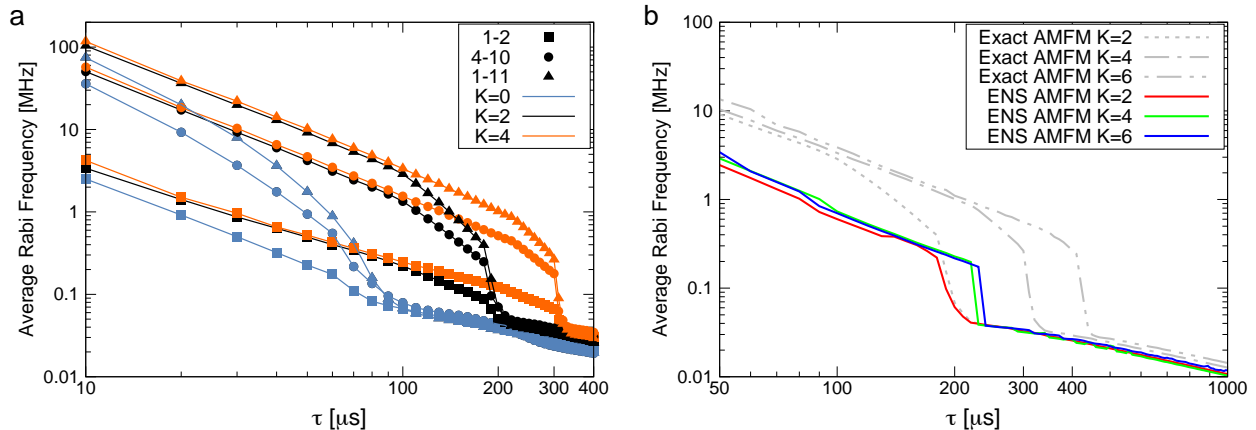 a
Average Rabi Frequency [MHz]
100
10
1
0.1
0.01
10
100
200
300
400
τ [μs]
1-2
4-10
1-11
K=0
K=2
K=4
b
Average Rabi Frequency [MHz]
100
10
1
0.1
0.01
50
100
200
300
400
1000
τ [μs]
Exact AMFM K=2
Exact AMFM K=4
Exact AMFM K=6
ENS AMFM K=2
ENS AMFM K=4
ENS AMFM K=6